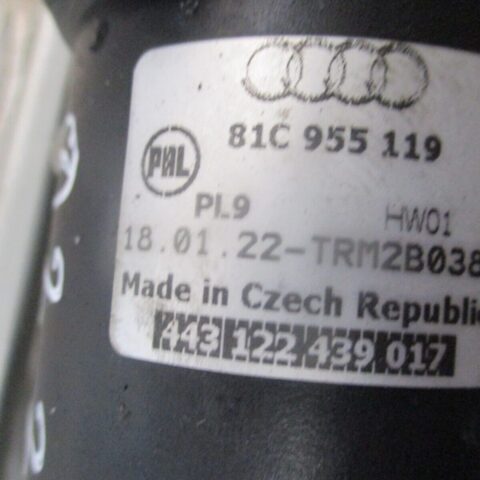 81C 955 119
PAL
PL9 HW01
18.01.22-TRM2B038
Made in Czech Republic
443 122 439 017